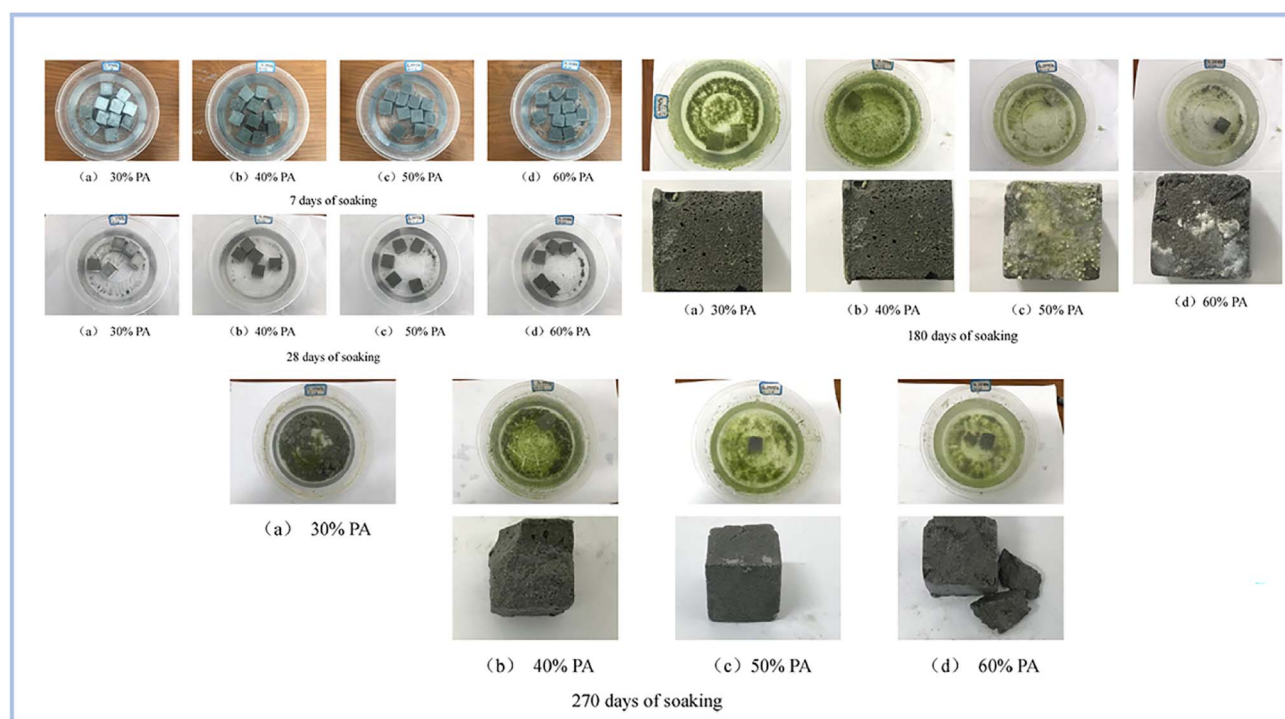 （a） 30% PA
（b）40% PA
（c）50% PA
（d） 60% PA
7 days of soaking
（a） 30% PA
（b）40% PA
（c） 50% PA
（d）60% PA
28 days of soaking
（a）30% PA
（b）40% PA
（c）50% PA
（d）60% PA
180 days of soaking
（a） 30% PA
（b） 40% PA
（c）50% PA
（d） 60% PA
270 days of soaking